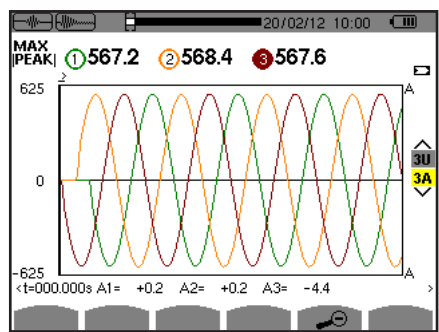 20/02/12 10:00
MAX
|PEAK| 1 567.2 2 568.4 3 567.6
625 A
3U
0 3A
-625 A
<t=000.000s A1= +0.2 A2= +0.2 A3= -4.4 >